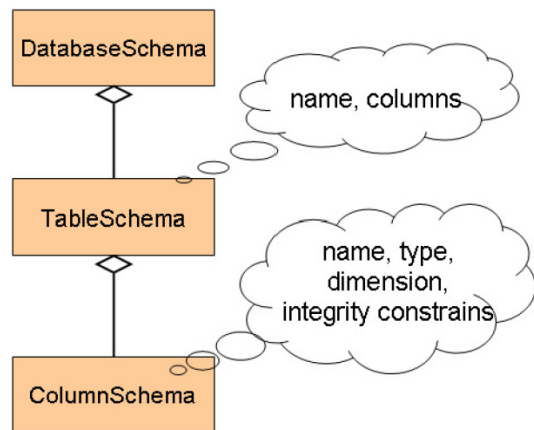 DatabaseSchema
name, columns
TableSchema
name, type,
dimension,
integrity constrains
ColumnSchema